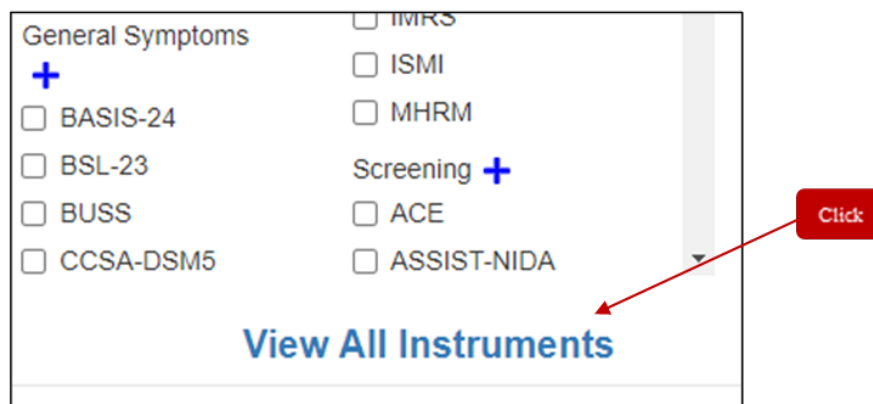 General Symptoms
BASIS-24
BSL-23
BUSS
CCSA-DSM5
IMRS
ISMI
MHRM
Screening
ACE
ASSIST-NIDA
View All Instruments
Click